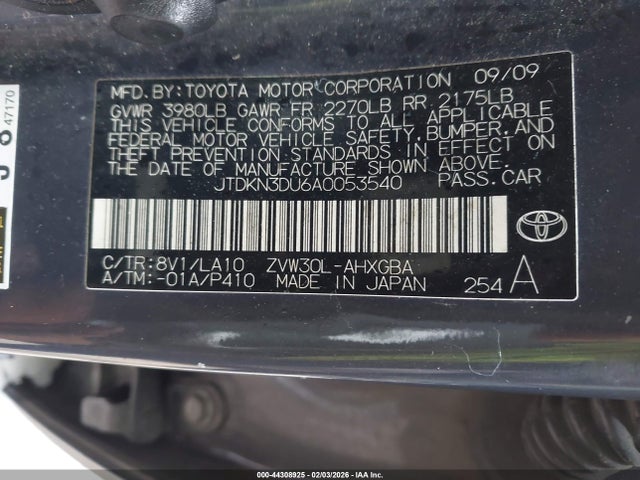 MFD.BY:TOYOTA MOTOR CORPORATION 09/09
GVWR 3980LB GAWR FR 2270LB RR 2175LB
THIS VEHICLE CONFORMS TO ALL APPLICABLE
FEDERAL MOTOR VEHICLE SAFETY,BUMPER,AND
THEFT PREVENTION STANDARDS IN EFFECT ON
THE DATE OF MANUFACTURE SHOWN ABOVE.
JTDKN3DU6A0053540 PASS.CAR
C/TR:8V1/LA10 ZVW30L-AHXGBA
A/TM:-01A/P410 MADE IN JAPAN 254 A
47170
000-44308925 - 02/03/2026 - IAA Inc.